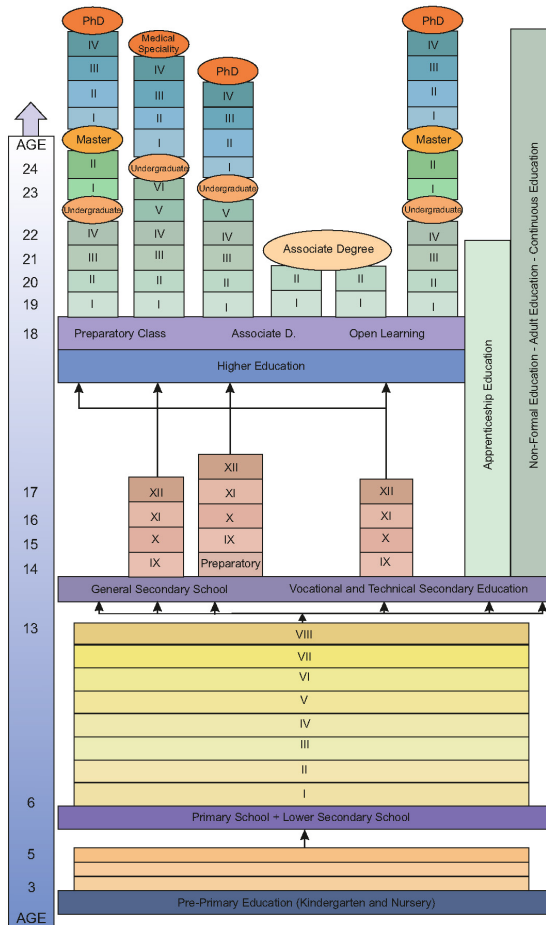 PhD
PhD
IV
Medical
Speciality
IV
III
IV
III
PhD
II
III
IV
II
I
II
III
I
AGE
Master
I
II
Master
24
II
Undergraduate
I
II
23
I
VI
Undergraduate
I
Undergraduate
V
V
Undergraduate
22
IV
IV
IV
IV
21
III
III
III
Associate Degree
III
20
II
II
II
II
II
II
19
I
I
I
I
I
I
18
Preparatory Class
Associate D.
Open Learning
Higher Education
Apprenticeship Education
Non-Formal Education - Adult Education - Continuous Education
XII
17
XII
XI
XII
16
XI
X
XI
15
X
IX
X
14
IX
Preparatory
IX
General Secondary School
Vocational and Technical Secondary Education
13
VIII
VII
VI
V
IV
III
II
I
6
Primary School + Lower Secondary School
5
3
Pre-Primary Education (Kindergarten and Nursery)
AGE